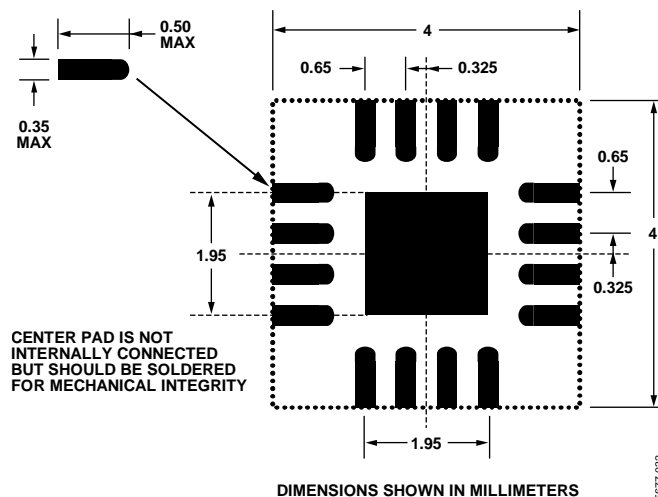 0.50
MAX
0.35
MAX
4
0.65
0.325
0.65
4
0.325
1.95
CENTER PAD IS NOT
INTERNALLY CONNECTED
BUT SHOULD BE SOLDERED
FOR MECHANICAL INTEGRITY
1.95
DIMENSIONS SHOWN IN MILLIMETERS